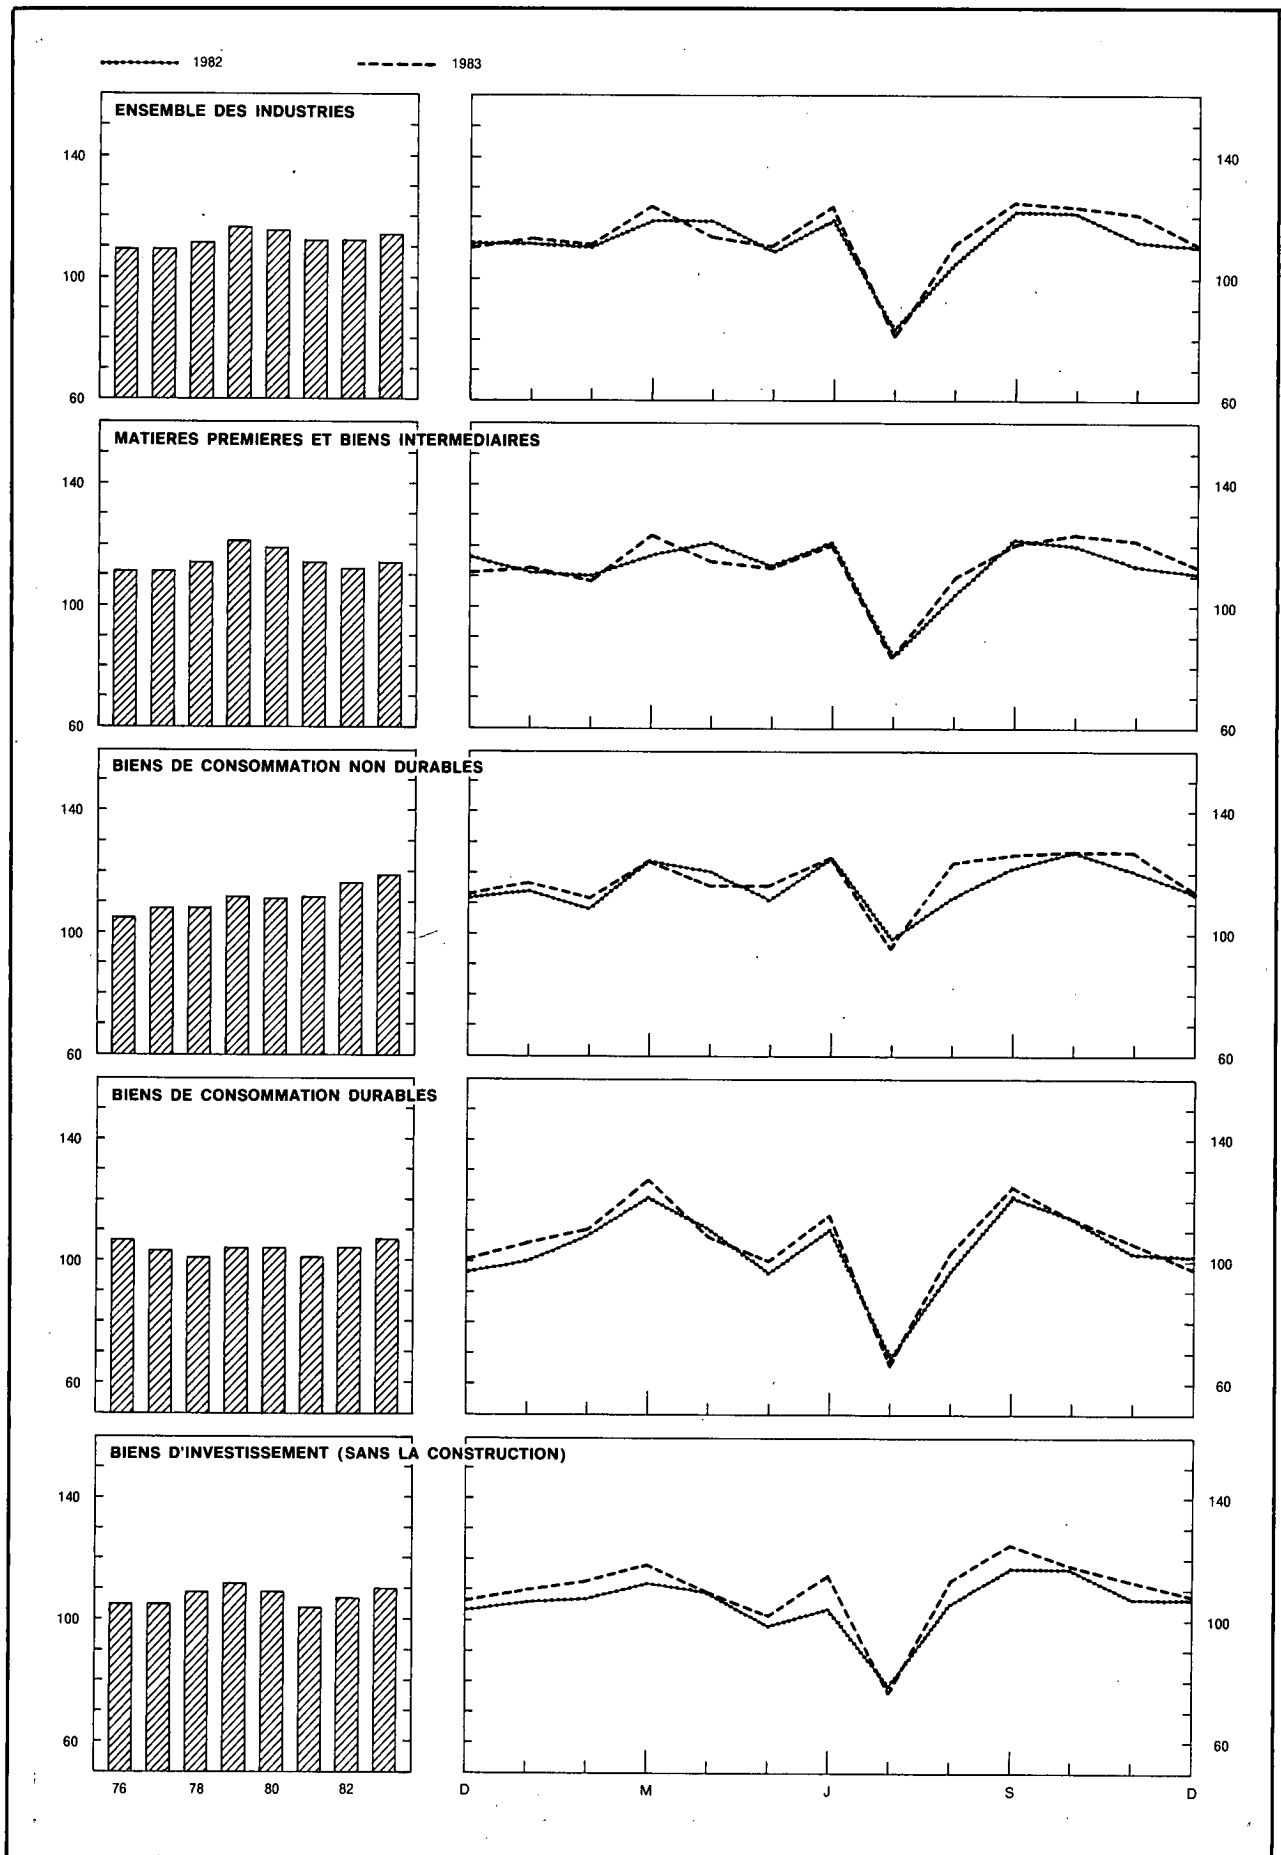 1982 1983
ENSEMBLE DES INDUSTRIES
140 140
100 100
60 60
MATIERES PREMIERES ET BIENS INTERMEDIAIRES
140 140
100 100
60 60
BIENS DE CONSOMMATION NON DURABLES
140 140
100 100
60 60
BIENS DE CONSOMMATION DURABLES
140 140
100 100
60 60
BIENS D'INVESTISSEMENT (SANS LA CONSTRUCTION)
140 140
100 100
60 60
76 78 80 82 D M J S D